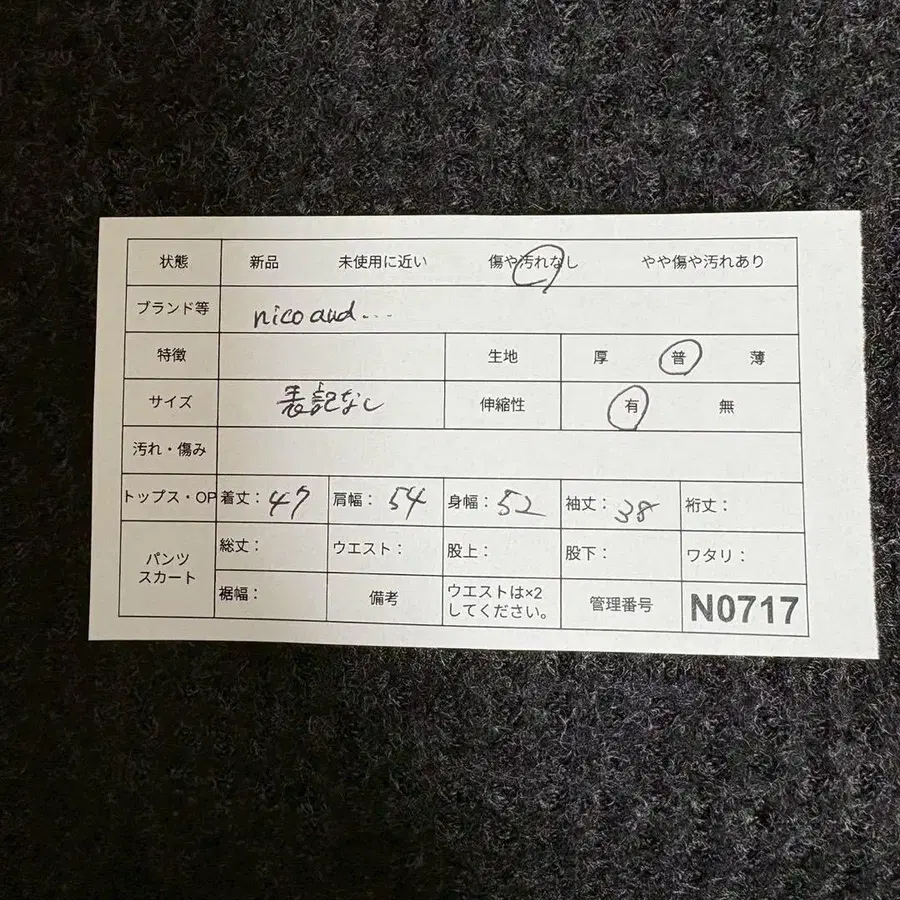 状態 新品 未使用に近い 傷や汚れなし やや傷や汚れあり
ブランド等 nico and...
特徴 生地 厚 普 薄
サイズ 表記なし 伸縮性 有 無
汚れ・傷み
トップス・OP 着丈： 47 肩幅： 54 身幅： 52 袖丈： 38 裄丈：
パンツ スカート 総丈： ウエスト： 股上： 股下： ワタリ：
裾幅： 備考 ウエストは×2 してください。 管理番号 N0717